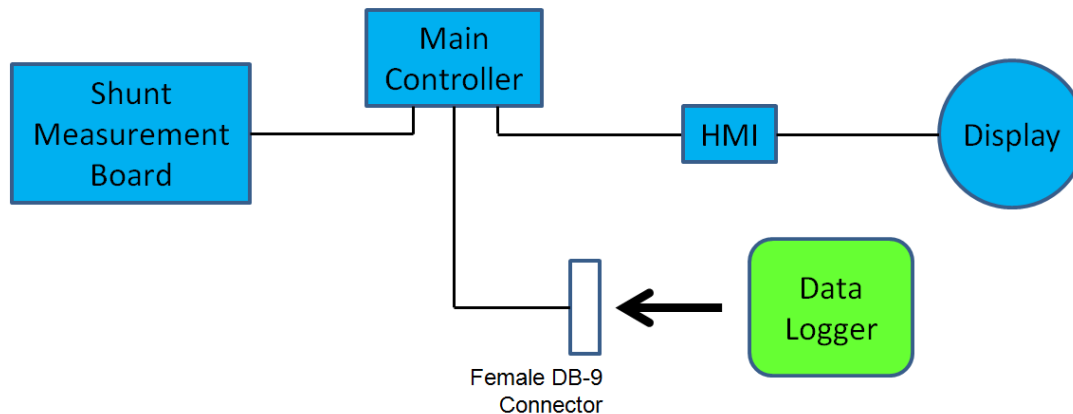 Main
Controller
Shunt
Measurement
Board
HMI
Display
Data
Logger
Female DB-9
Connector